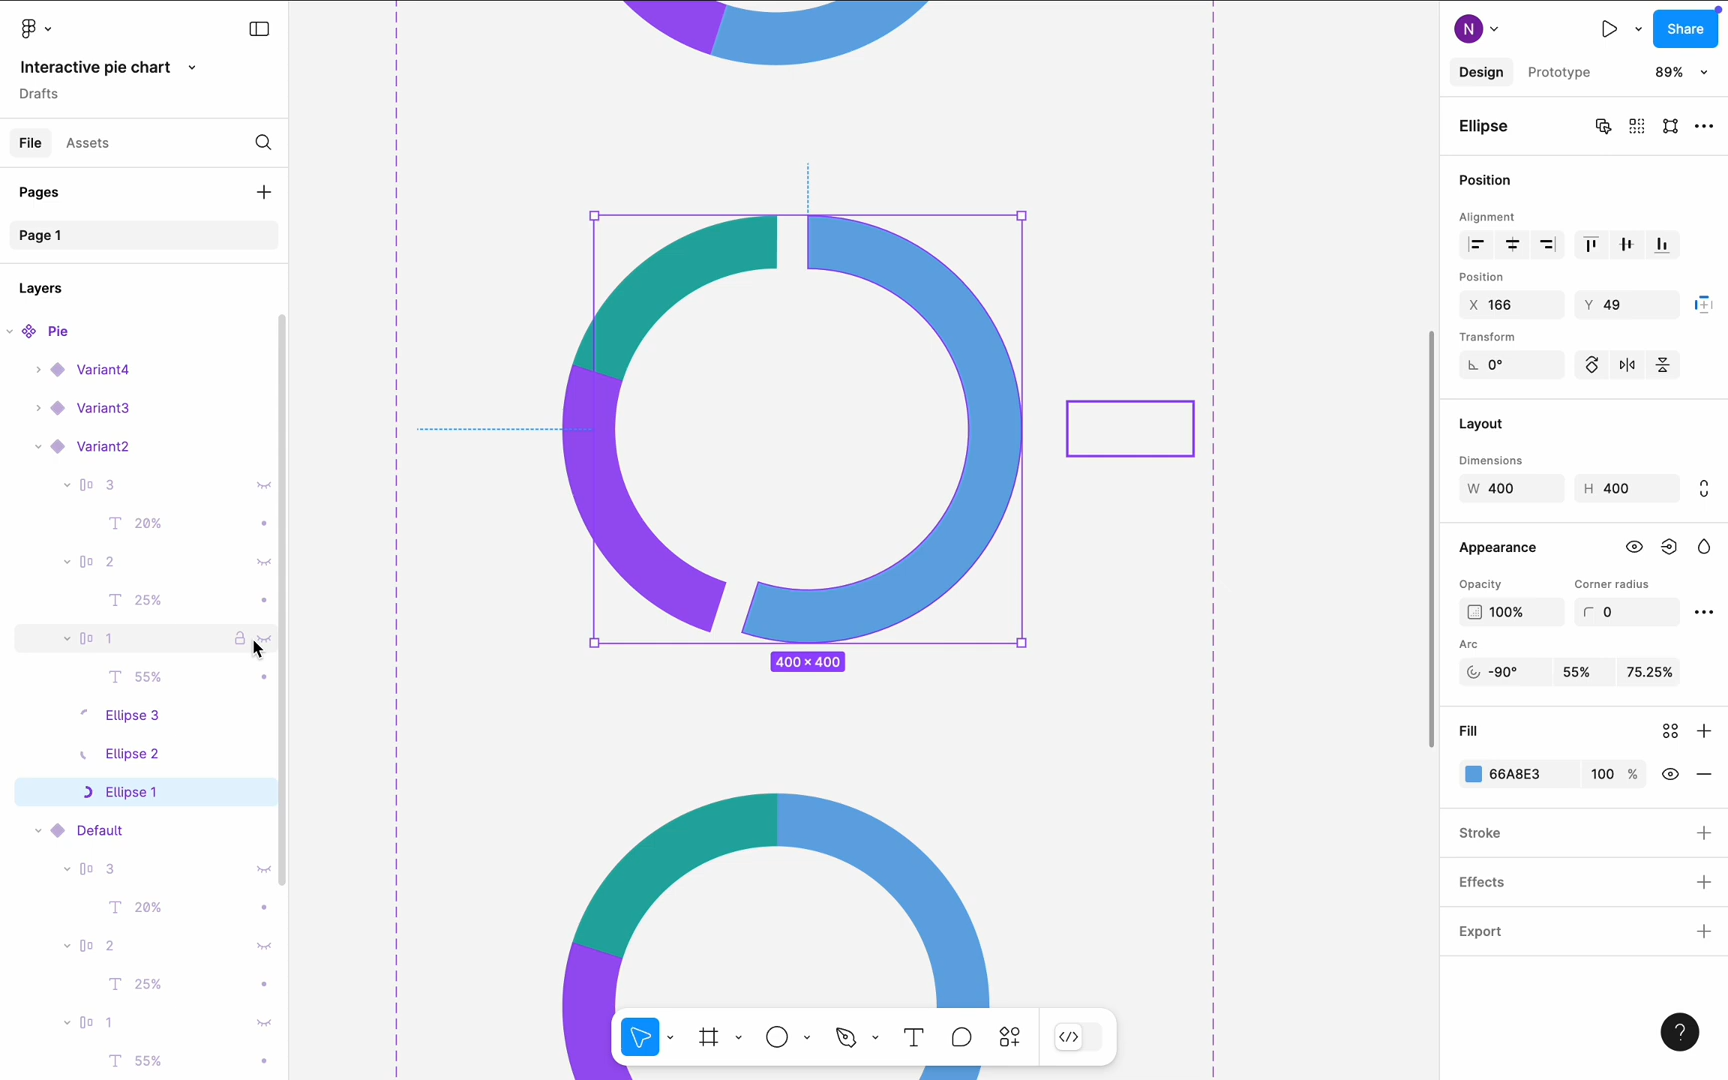 Interactive pie chart
Drafts
File
Assets
Pages
Page 1
Layers
Pie
Variant4
Variant3
Variant2
3
20%
2
25%
1
55%
Ellipse 3
Ellipse 2
Ellipse 1
Default
3
20%
2
25%
1
55%
400 × 400
N
Share
Design
Prototype
89%
Ellipse
Position
Alignment
Position
X 166
Y 49
Transform
0°
Layout
Dimensions
W 400
H 400
Appearance
Opacity
Corner radius
100%
0
Arc
-90°
55%
75.25%
Fill
66A8E3
100 %
Stroke
Effects
Export
?